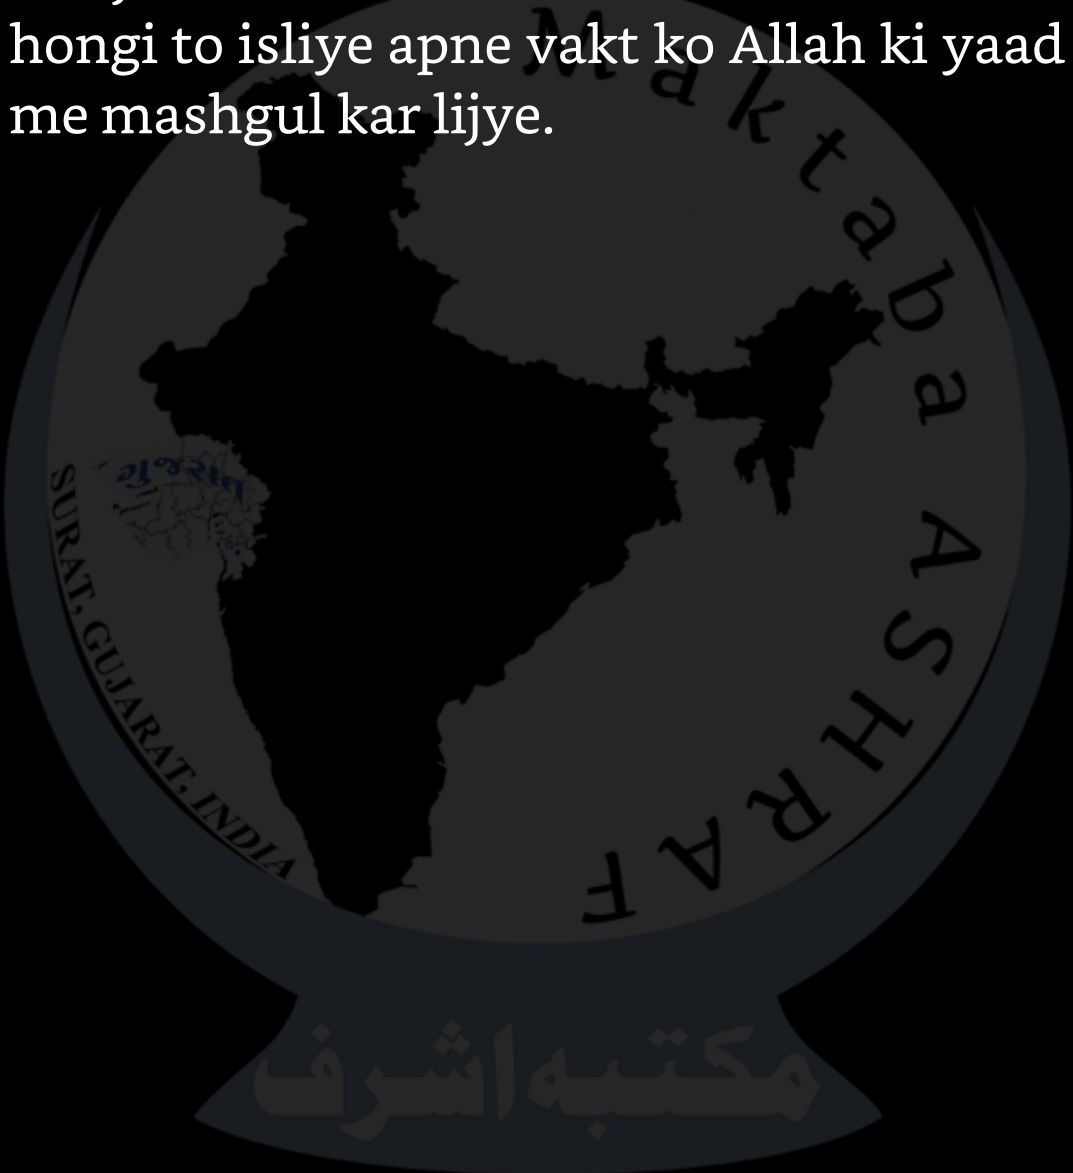 hongi to isliye apne vakt ko Allah ki yaad
me mashgul kar lijye.
Maktaba ASHRAF
SURAT, GUJARAT, INDIA
مکتبہ اشرف